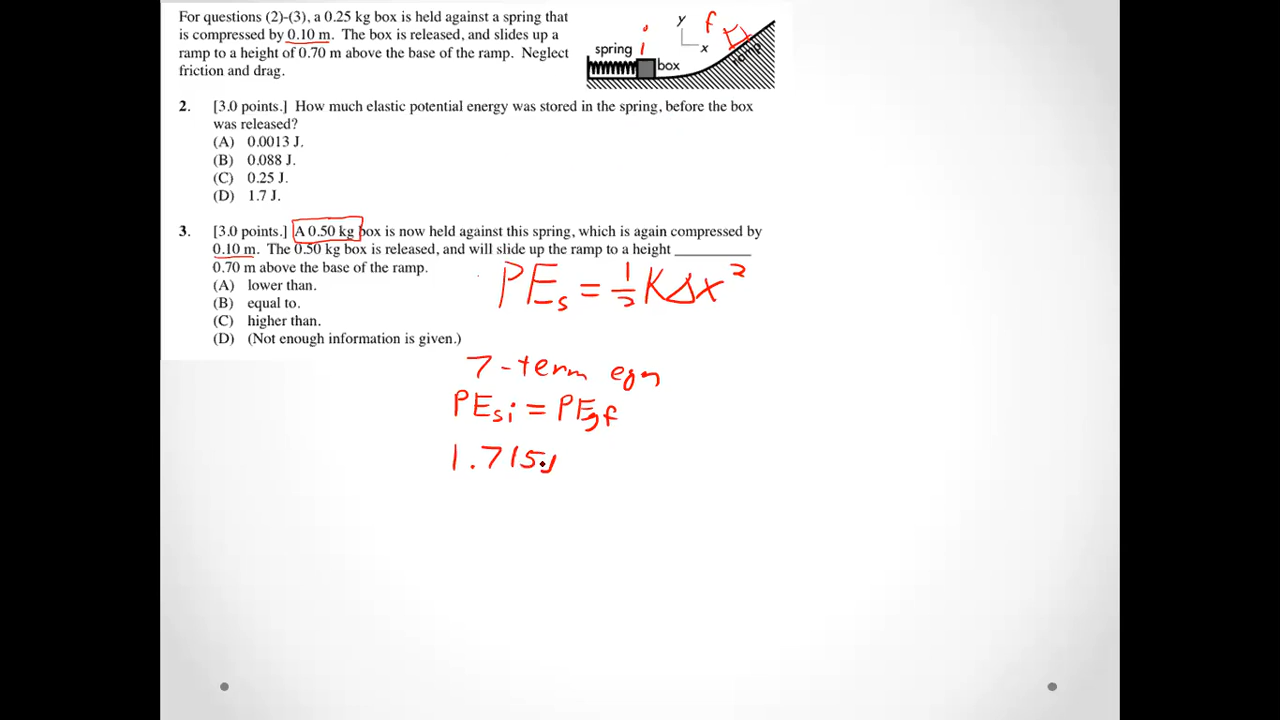 For questions (2)-(3), a 0.25 kg box is held against a spring that
is compressed by 0.10 m. The box is released, and slides up a
ramp to a height of 0.70 m above the base of the ramp. Neglect
friction and drag.
y
f
i
x
spring
box
2. [3.0 points.] How much elastic potential energy was stored in the spring, before the box
was released?
(A) 0.0013 J.
(B) 0.088 J.
(C) 0.25 J.
(D) 1.7 J.
3. [3.0 points.] A 0.50 kg box is now held against this spring, which is again compressed by
0.10 m. The 0.50 kg box is released, and will slide up the ramp to a height __________
0.70 m above the base of the ramp.
(A) lower than.
(B) equal to.
(C) higher than.
(D) (Not enough information is given.)
PEs = 1/2 KΔx²
7-term eqn
PEsi = PEgf
1.715J